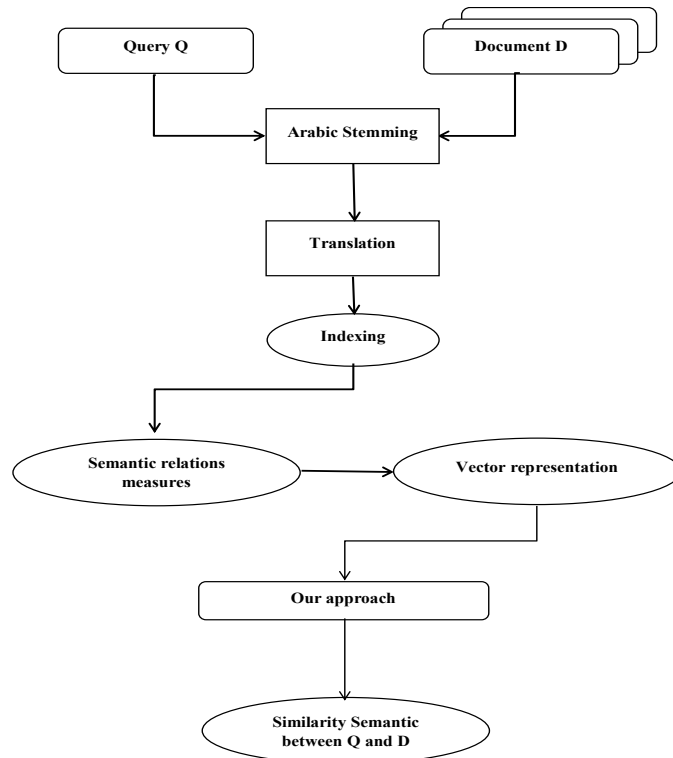 Query Q
Document D
Arabic Stemming
Translation
Indexing
Semantic relations
measures
Vector representation
Our approach
Similarity Semantic
between Q and D